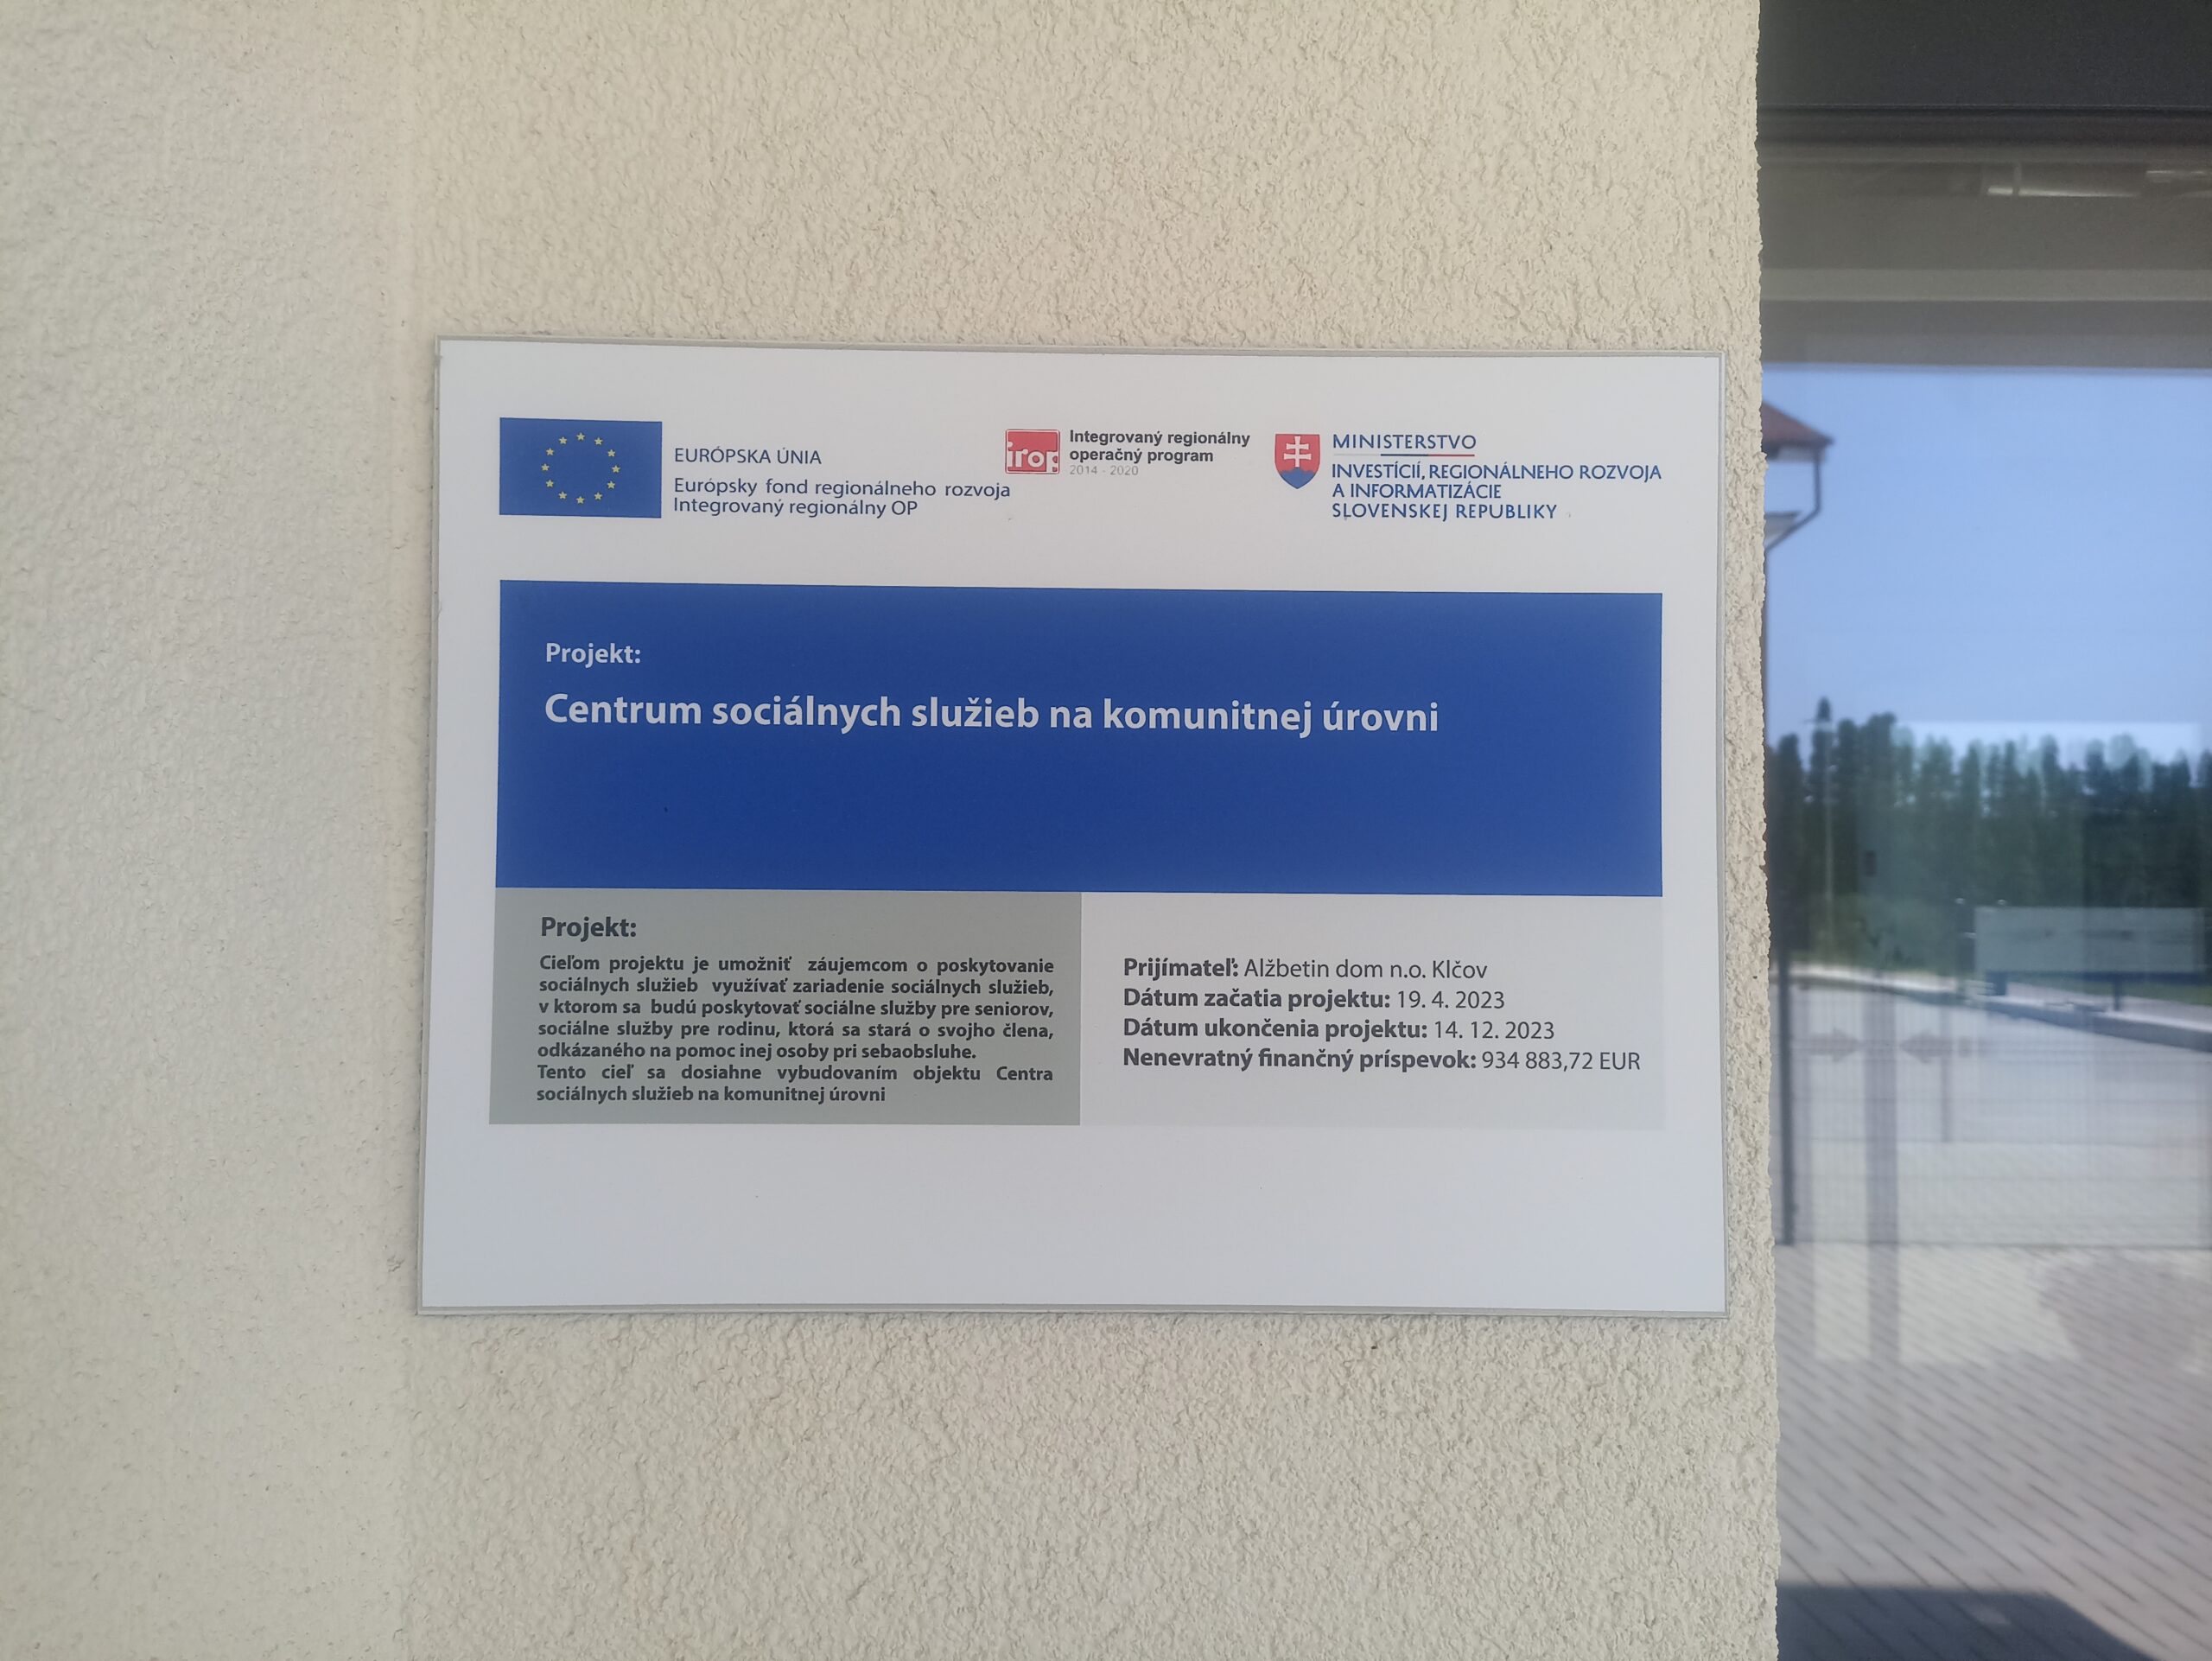 EURÓPSKA ÚNIA
Európsky fond regionálneho rozvoja
Integrovaný regionálny OP
irop
Integrovaný regionálny
operačný program
2014 - 2020
MINISTERSTVO
INVESTÍCIÍ, REGIONÁLNEHO ROZVOJA
A INFORMATIZÁCIE
SLOVENSKEJ REPUBLIKY
Projekt:
Centrum sociálnych služieb na komunitnej úrovni
Projekt:
Cieľom projektu je umožniť záujemcom o poskytovanie
sociálnych služieb využívať zariadenie sociálnych služieb,
v ktorom sa budú poskytovať sociálne služby pre seniorov,
sociálne služby pre rodinu, ktorá sa stará o svojho člena,
odkázaného na pomoc inej osoby pri sebaobsluhe.
Tento cieľ sa dosiahne vybudovaním objektu Centra
sociálnych služieb na komunitnej úrovni
Prijímateľ: Alžbetin dom n.o. Klčov
Dátum začatia projektu: 19. 4. 2023
Dátum ukončenia projektu: 14. 12. 2023
Nenevratný finančný príspevok: 934 883,72 EUR